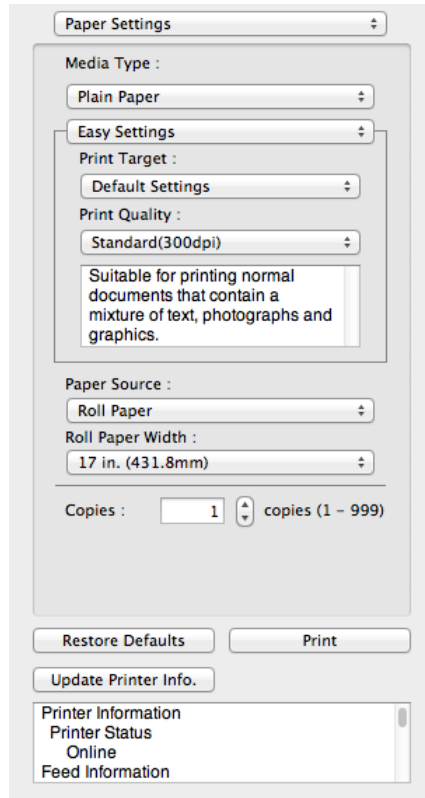 Paper Settings
Media Type :
Plain Paper
Easy Settings
Print Target :
Default Settings
Print Quality :
Standard(300dpi)
Suitable for printing normal
documents that contain a
mixture of text, photographs and
graphics.
Paper Source :
Roll Paper
Roll Paper Width :
17 in. (431.8mm)
Copies : 1 copies (1 – 999)
Restore Defaults Print
Update Printer Info.
Printer Information
Printer Status
Online
Feed Information